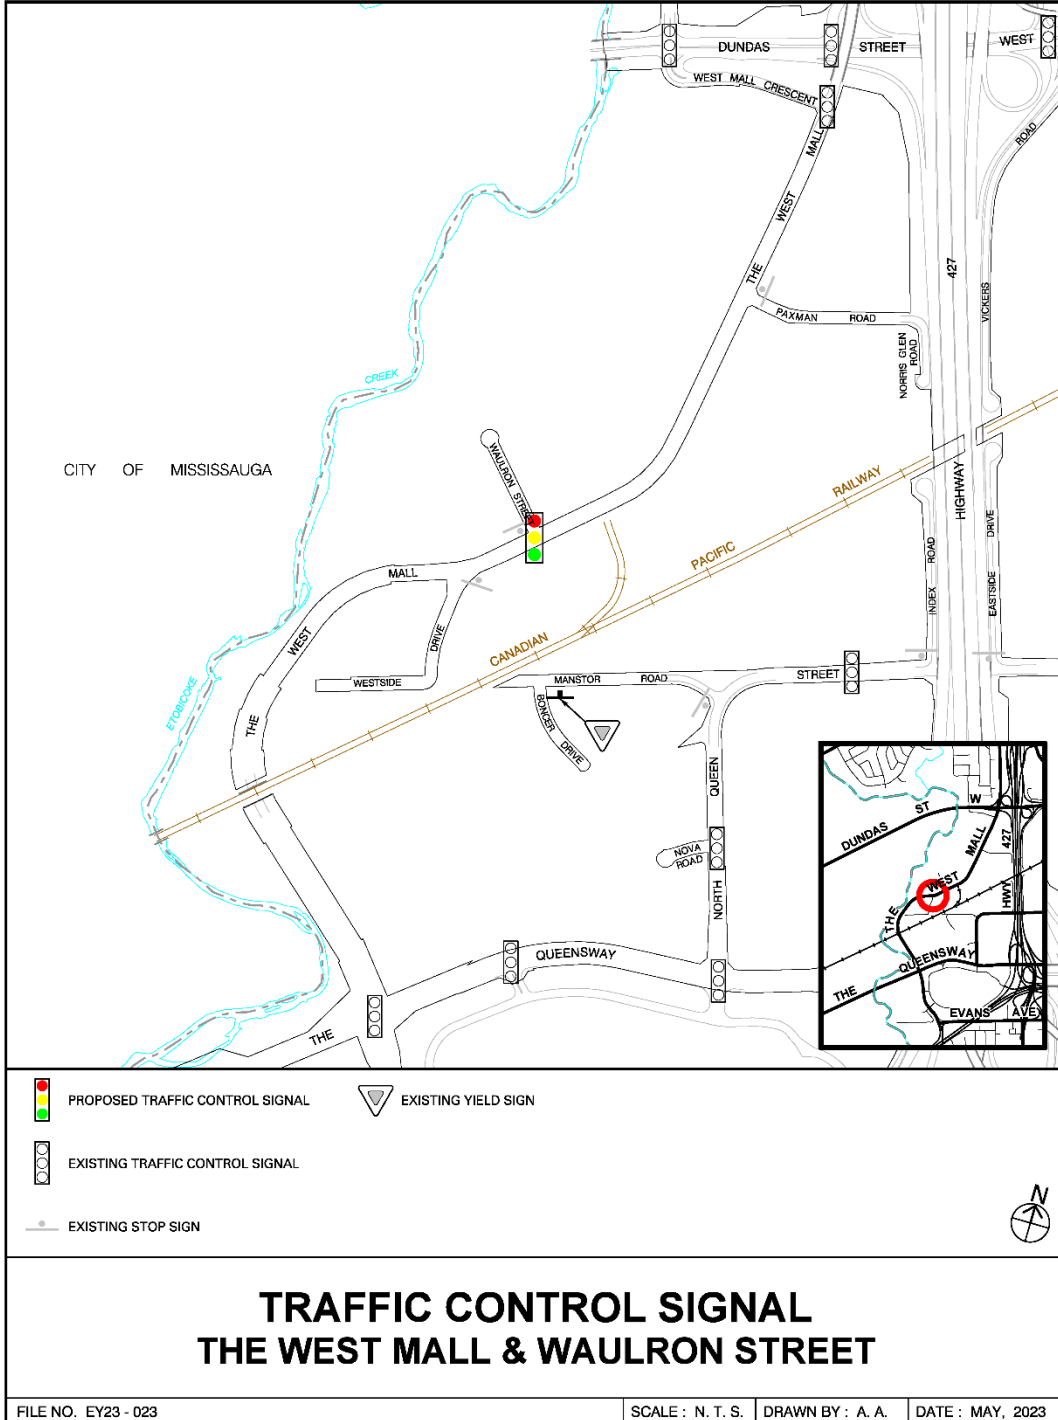 DUNDAS STREET WEST
WEST MALL CRESCENT
ROAD
THE WEST MALL
427
VICKERS
PAXMAN ROAD
NORRIS GLEN
ROAD
CREEK
CITY OF MISSISSAUGA
WAULRON STREET
HIGHWAY
CANADIAN PACIFIC RAILWAY
INDEX ROAD
EASTSIDE DRIVE
THE WEST MALL
DRIVE
WESTSIDE
ETOBICOKE
MANSTOR ROAD
STREET
BONCER DRIVE
QUEEN
NORTH
NOVA
ROAD
THE QUEENSWAY
DUNDAS ST W
THE WEST MALL
427
HWY
THE QUEENSWAY
EVANS AVE
PROPOSED TRAFFIC CONTROL SIGNAL
EXISTING YIELD SIGN
EXISTING TRAFFIC CONTROL SIGNAL
EXISTING STOP SIGN
N
TRAFFIC CONTROL SIGNAL
THE WEST MALL & WAULRON STREET
FILE NO. EY23 - 023
SCALE : N. T. S.
DRAWN BY : A. A.
DATE : MAY, 2023